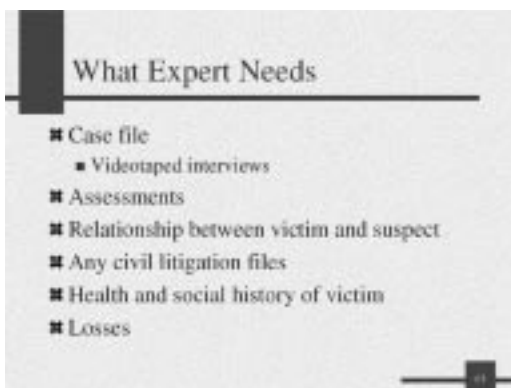 What Expert Needs
Case file
Videotaped interviews
Assessments
Relationship between victim and suspect
Any civil litigation files
Health and social history of victim
Losses